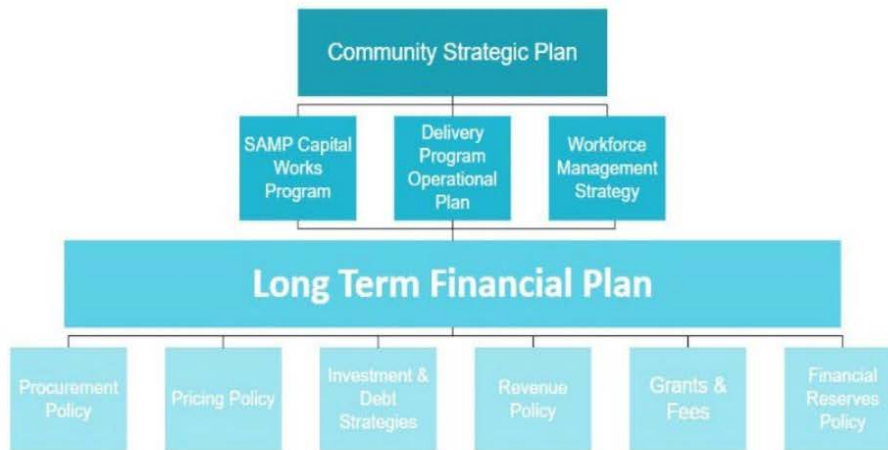 Community Strategic Plan
SAMP Capital
Works
Program
Delivery
Program
Operational
Plan
Workforce
Management
Strategy
Long Term Financial Plan
Procurement
Policy
Pricing Policy
Investment &
Debt
Strategies
Revenue
Policy
Grants &
Fees
Financial
Reserves
Policy